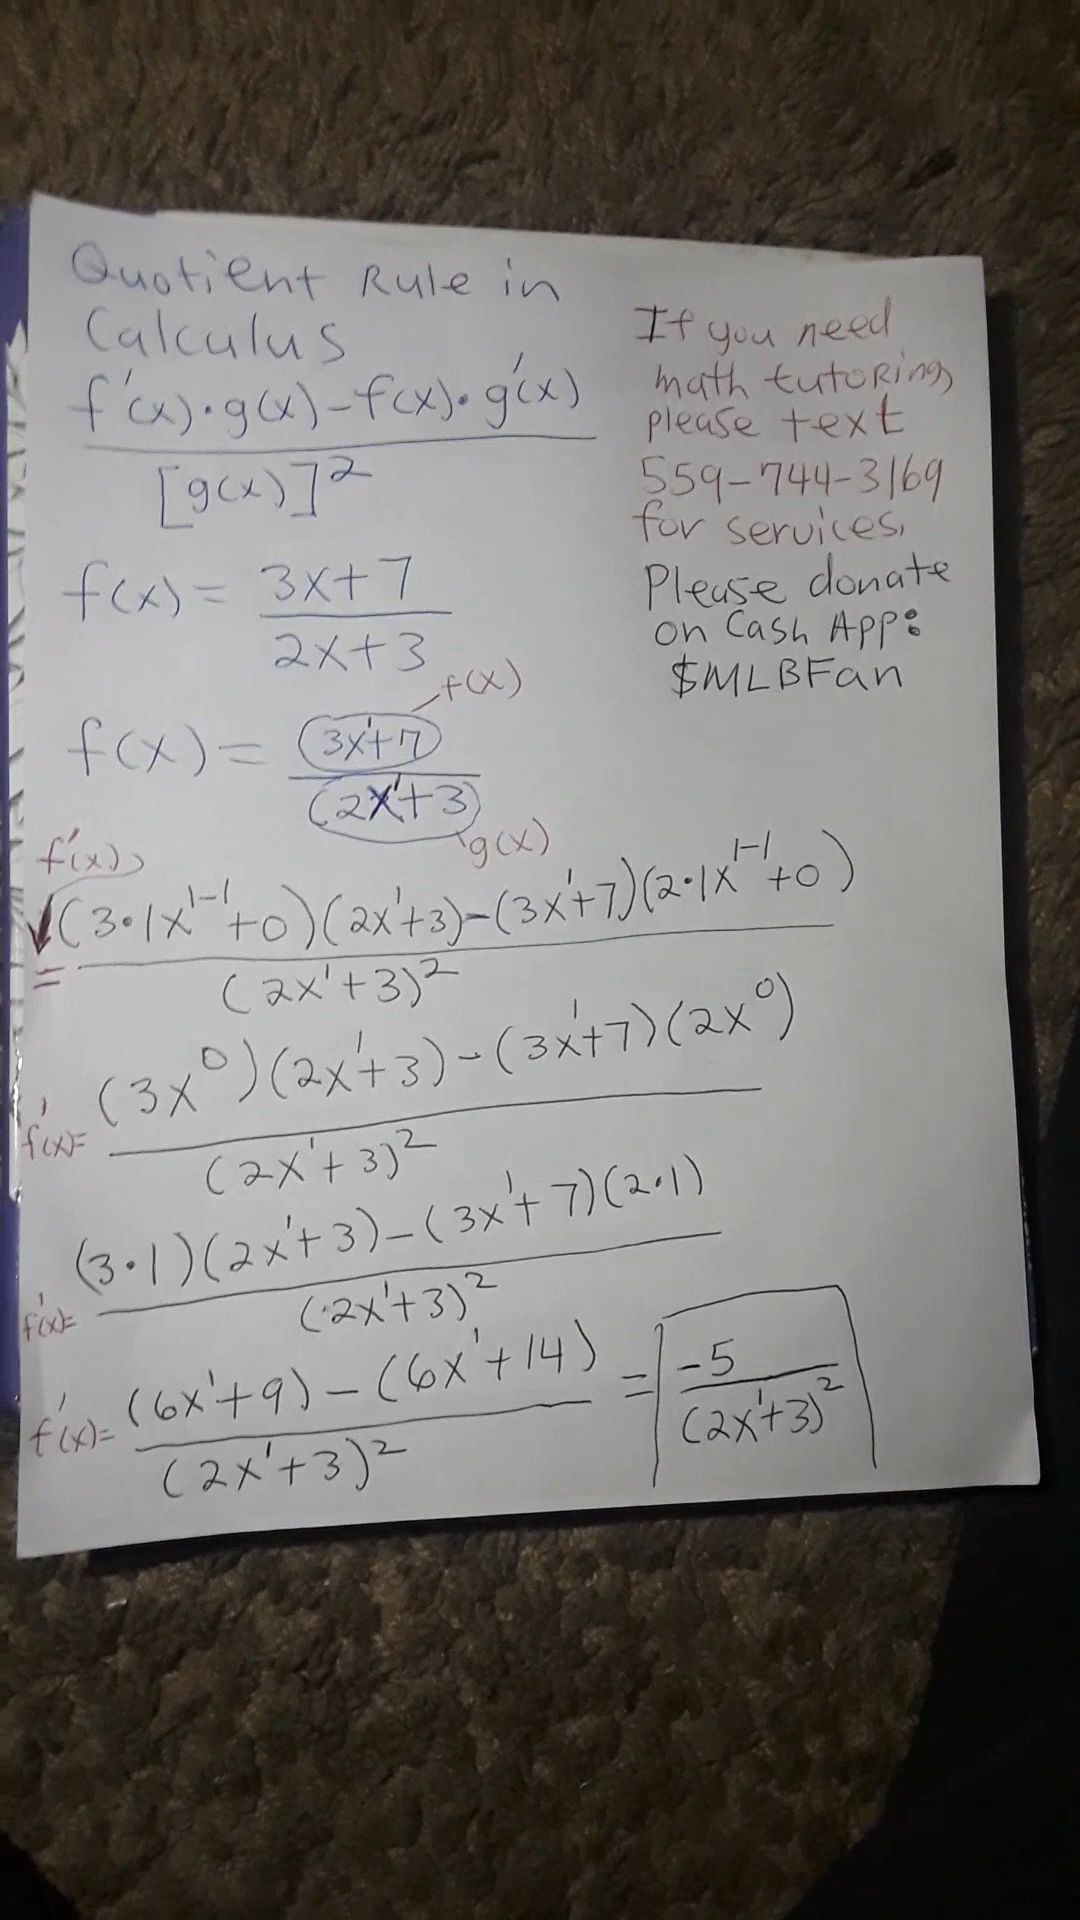 Quotient Rule in
Calculus
f'(x)·g(x)-f(x)·g'(x)
[g(x)]²
f(x)= 3x+7
2x+3
f(x)
f(x)= (3x¹+7)
(2x¹+3)
g(x)
f'(x)
(3·1x¹⁻¹+0)(2x¹+3)-(3x¹+7)(2·1x¹⁻¹+0)
=
(2x¹+3)²
(3x⁰)(2x¹+3)-(3x¹+7)(2x⁰)
f'(x)=
(2x¹+3)²
(3·1)(2x¹+3)-(3x¹+7)(2·1)
f'(x)=
(2x¹+3)²
f'(x)= (6x¹+9)-(6x¹+14) = -5
(2x¹+3)² (2x¹+3)²
If you need
math tutoring,
please text
559-744-3169
for services.
Please donate
on Cash App:
$MLBFan